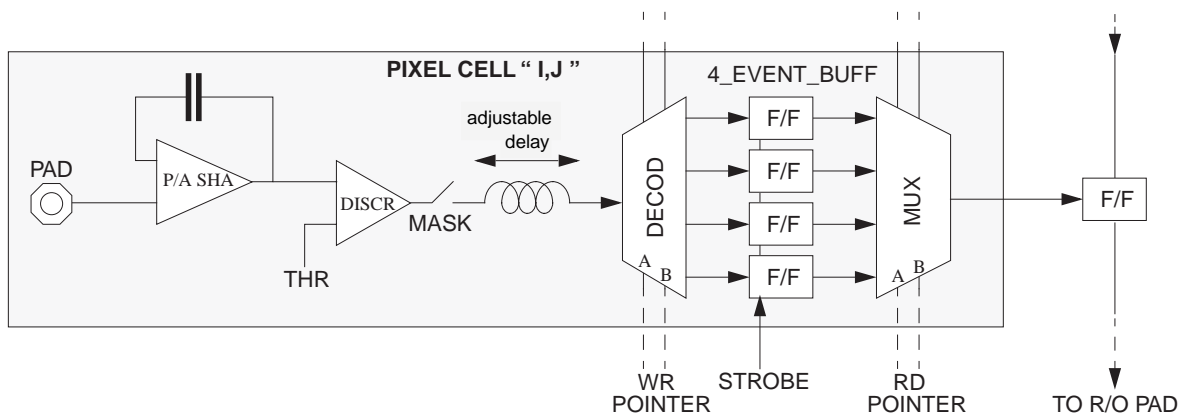 PIXEL CELL “ I,J ”
4_EVENT_BUFF
adjustable
delay
PAD
P/A SHA
DISCR
MASK
THR
DECOD
A
B
F/F
F/F
F/F
F/F
MUX
A
B
F/F
WR
POINTER
STROBE
RD
POINTER
TO R/O PAD